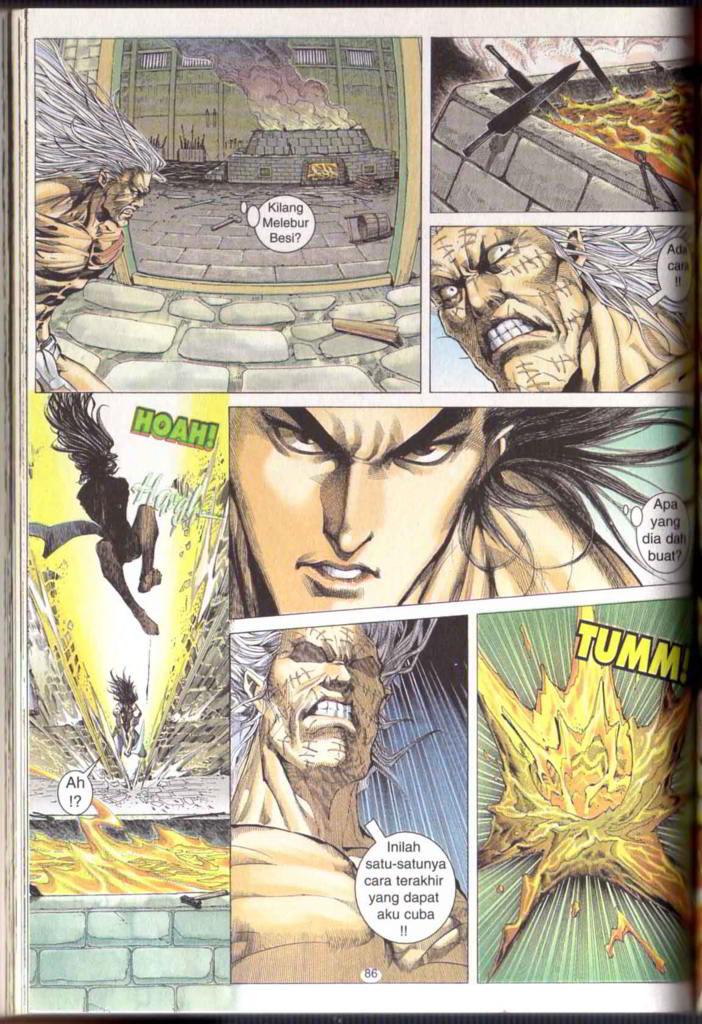 Kilang
Melebur
Besi?
Ada
cara
!!
HOAH!
Apa
yang
dia dah
buat?
Ah
!?
Inilah
satu-satunya
cara terakhir
yang dapat
aku cuba
!!
TUMM!
86